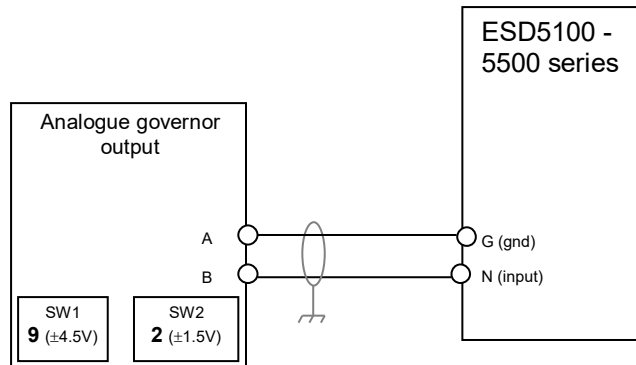 ESD5100 -
5500 series
Analogue governor
output
A
G (gnd)
B
N (input)
SW1
9 (±4.5V)
SW2
2 (±1.5V)